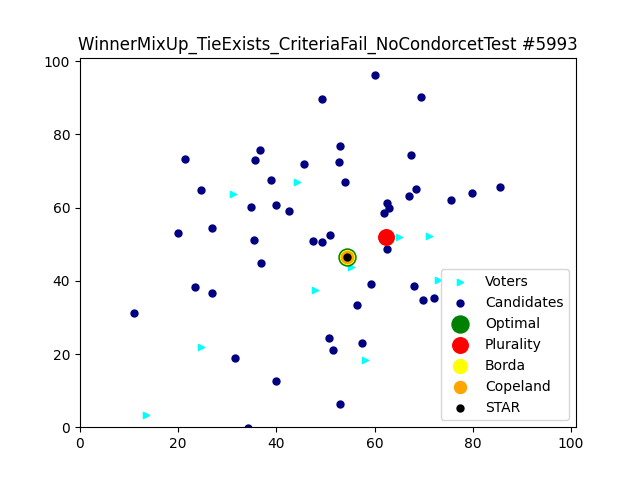 WinnerMixUp_TieExists_CriteriaFail_NoCondorcetTest #5993
100
80
60
40
20
0
Voters
Candidates
Optimal
Plurality
Borda
Copeland
STAR
0 20 40 60 80 100